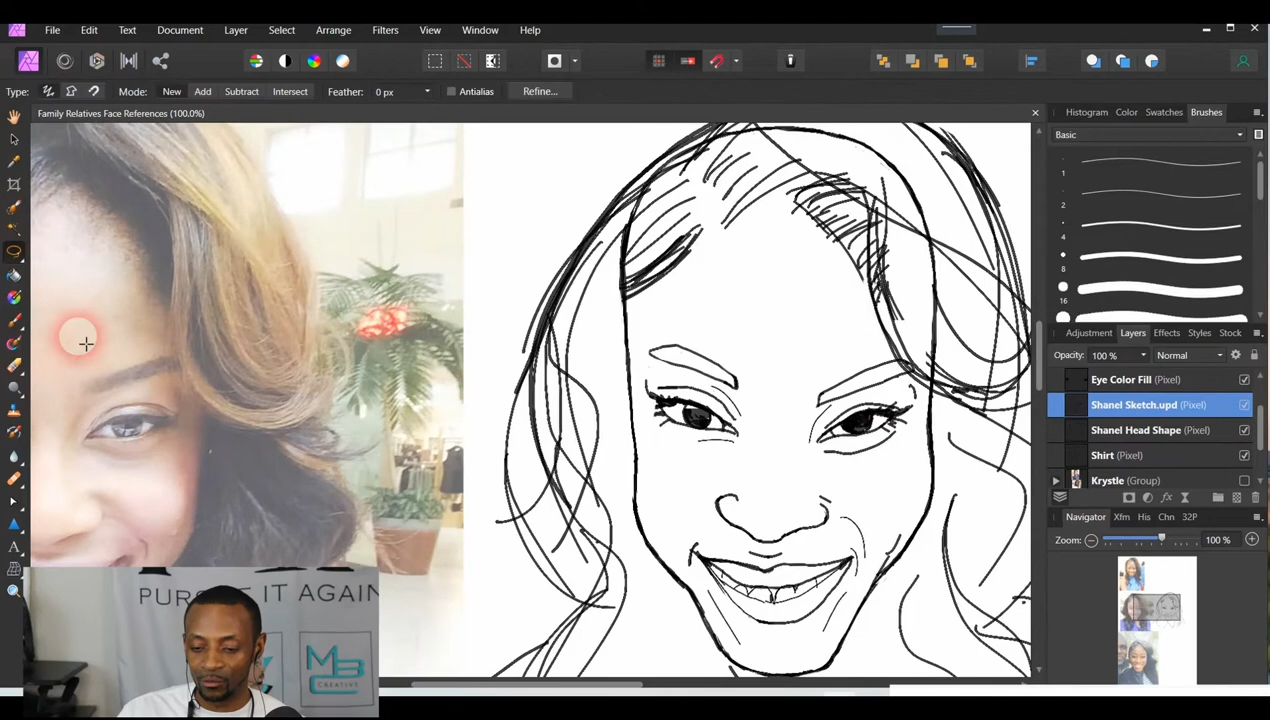 File Edit Text Document Layer Select Arrange Filters View Window Help
Type: Mode: New Add Subtract Intersect Feather: 0 px Antialias Refine...
Family Relatives Face References (100.0%)
Histogram Color Swatches Brushes
Basic
1
2
4
8
16
Adjustment Layers Effects Styles Stock
Opacity: 100 % Normal
Eye Color Fill (Pixel)
Shanel Sketch.upd (Pixel)
Shanel Head Shape (Pixel)
Shirt (Pixel)
Krystle (Group)
Navigator Xfm His Chn 32P
Zoom: 100 %
PURSUE IT AGAIN
MBC
CREATIVE